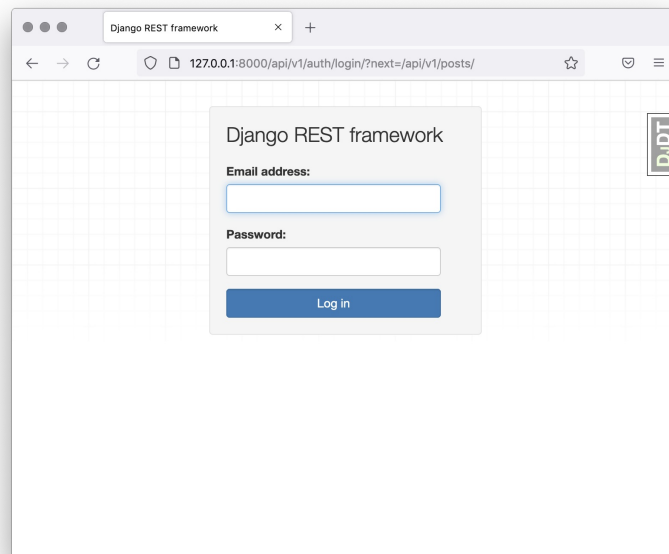 Django REST framework
127.0.0.1:8000/api/v1/auth/login/?next=/api/v1/posts/
Django REST framework
Email address:
Password:
Log in
DJDT